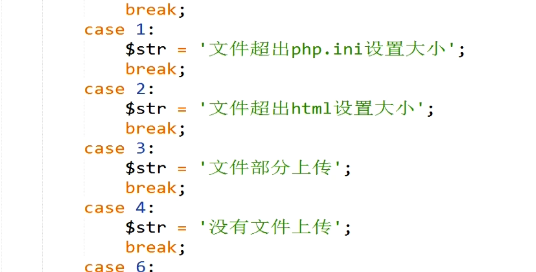 break;
case 1:
$str = '文件超出php.ini设置大小';
break;
case 2:
$str = '文件超出html设置大小';
break;
case 3:
$str = '文件部分上传';
break;
case 4:
$str = '没有文件上传';
break;
case 6: